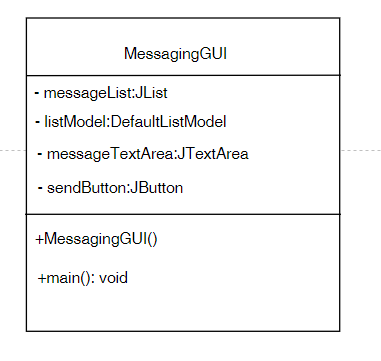 MessagingGUI
- messageList:JList
- listModel:DefaultListModel
- messageTextArea:JTextArea
- sendButton:JButton
+MessagingGUI()
+main(): void